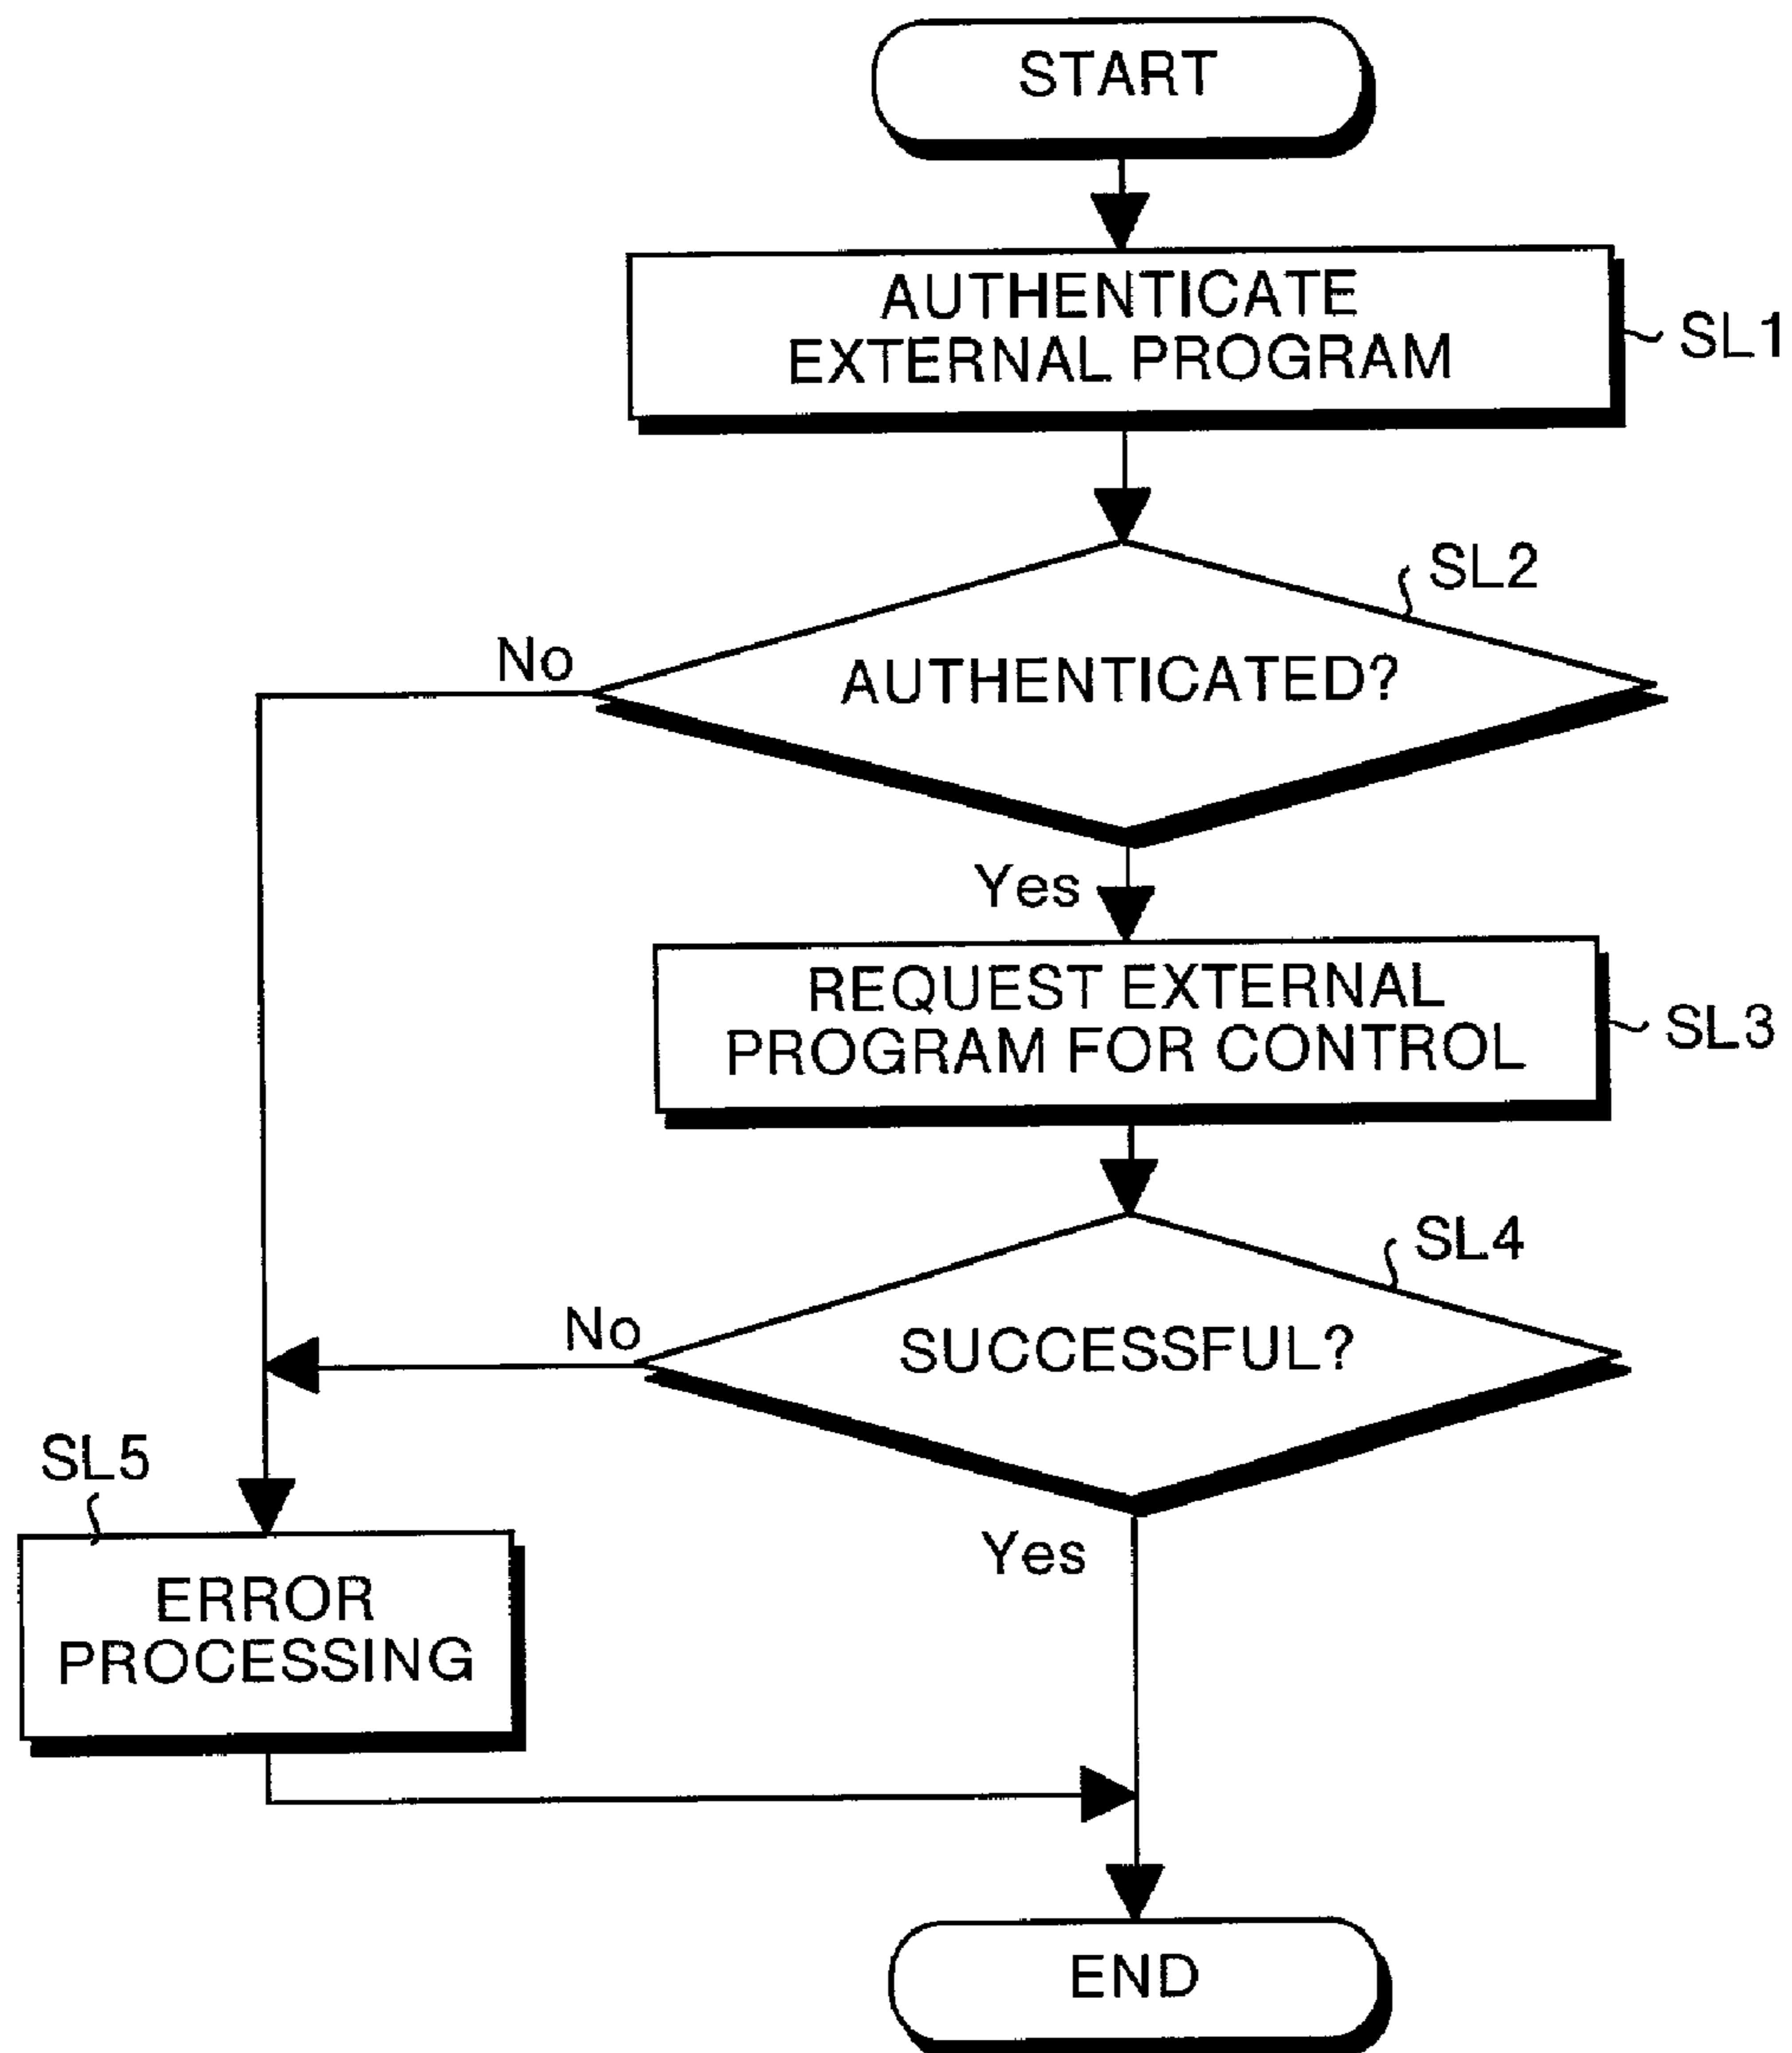 START
AUTHENTICATE
EXTERNAL PROGRAM
SL1
SL2
No
AUTHENTICATED?
Yes
REQUEST EXTERNAL
PROGRAM FOR CONTROL
SL3
SL4
No
SUCCESSFUL?
SL5
Yes
ERROR
PROCESSING
END